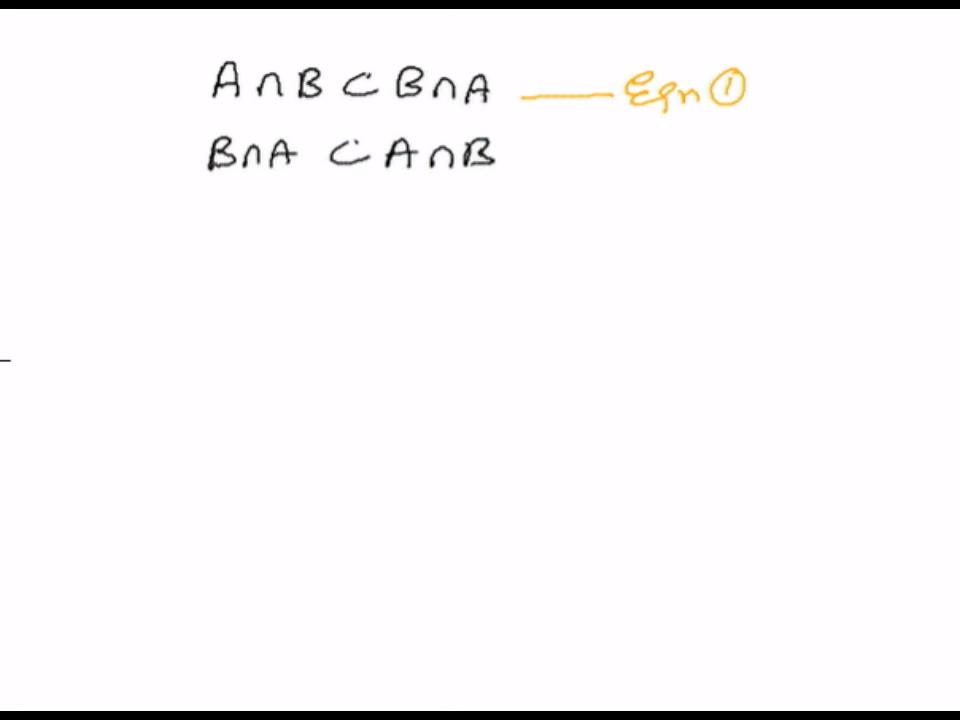 A ∩ B ⊂ B ∩ A —— Eqn ①
B ∩ A ⊂ A ∩ B